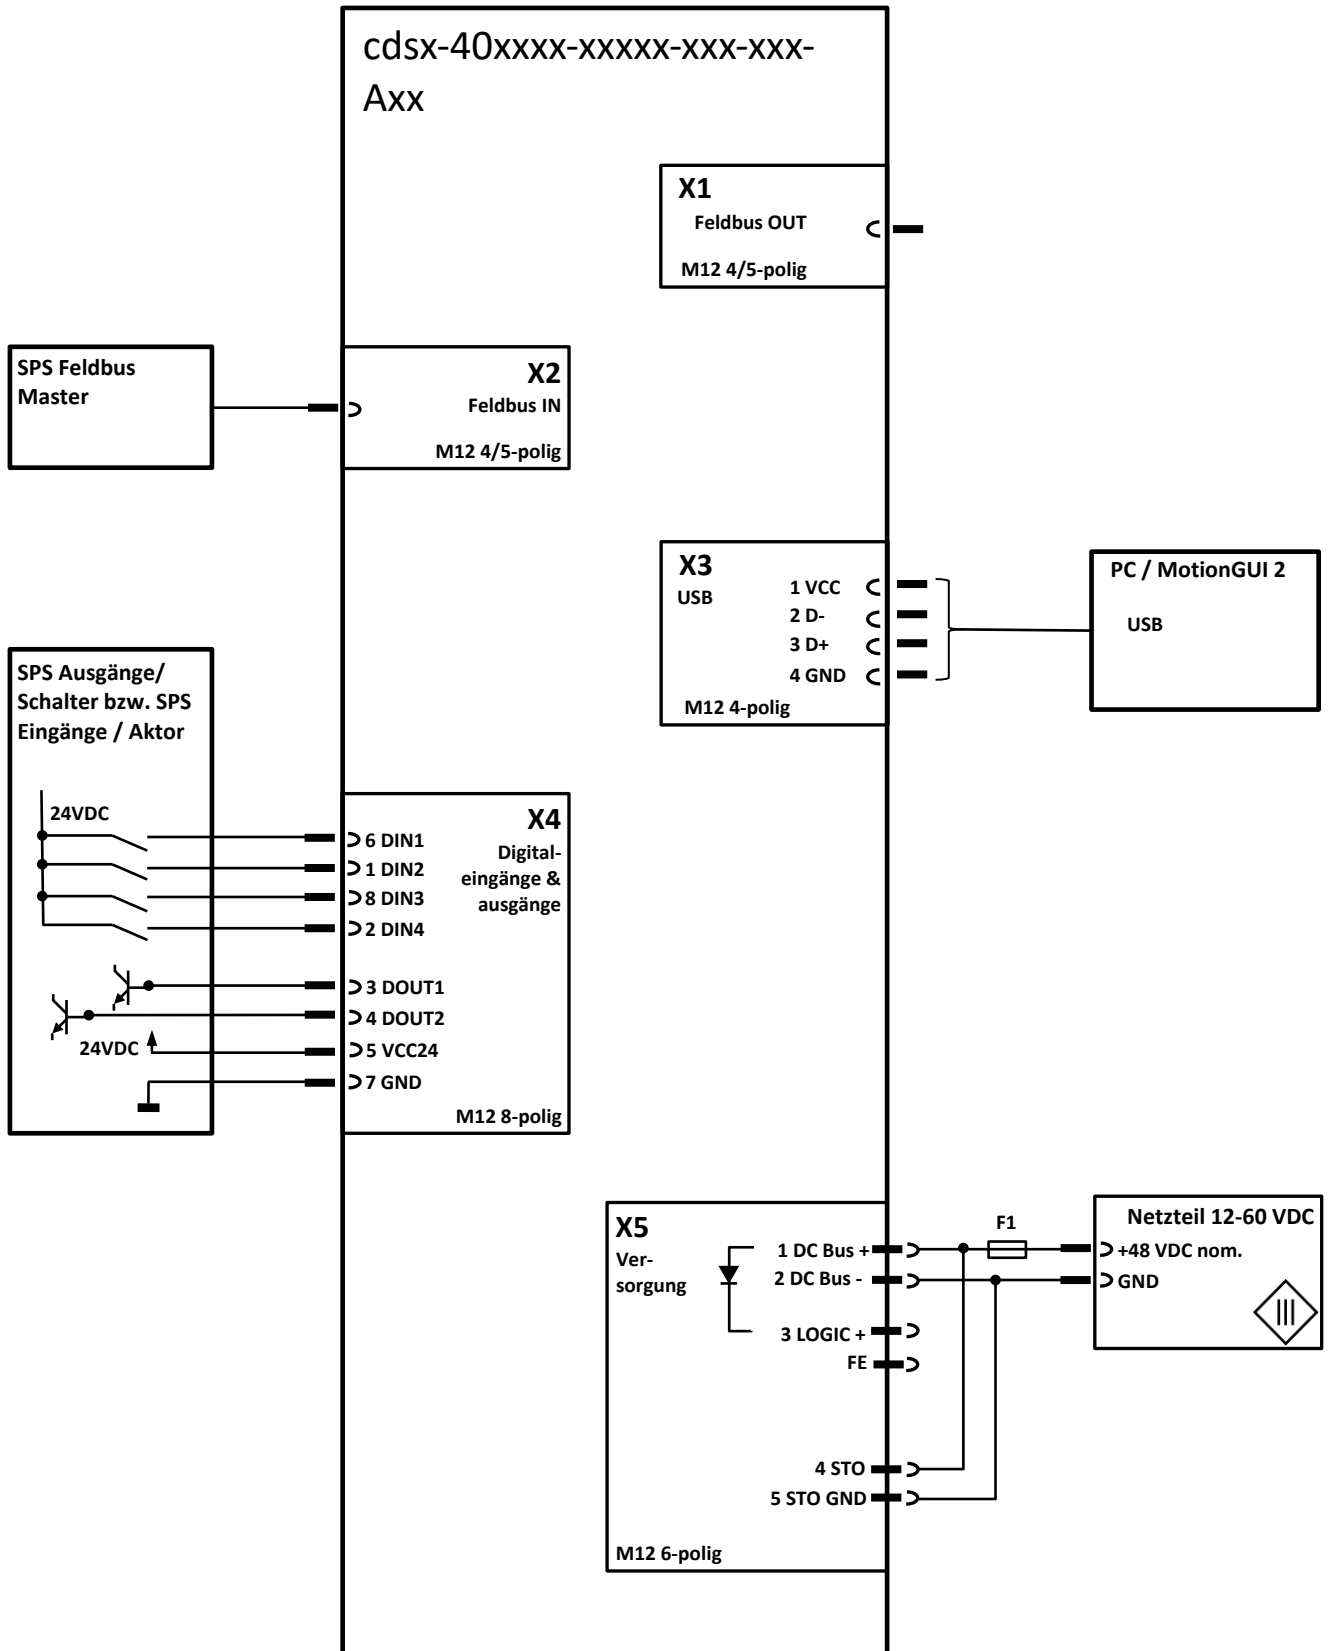 cdsx-40xxxx-xxxxx-xxx-xxx-
Axx
X1
Feldbus OUT
M12 4/5-polig
SPS Feldbus
Master
X2
Feldbus IN
M12 4/5-polig
X3
USB
1 VCC
2 D-
3 D+
4 GND
M12 4-polig
PC / MotionGUI 2
USB
SPS Ausgänge/
Schalter bzw. SPS
Eingänge / Aktor
24VDC
24VDC
X4
Digital-
eingänge &
ausgänge
6 DIN1
1 DIN2
8 DIN3
2 DIN4
3 DOUT1
4 DOUT2
5 VCC24
7 GND
M12 8-polig
X5
Ver-
sorgung
1 DC Bus +
2 DC Bus -
3 LOGIC +
FE
4 STO
5 STO GND
M12 6-polig
F1
Netzteil 12-60 VDC
+48 VDC nom.
GND
III